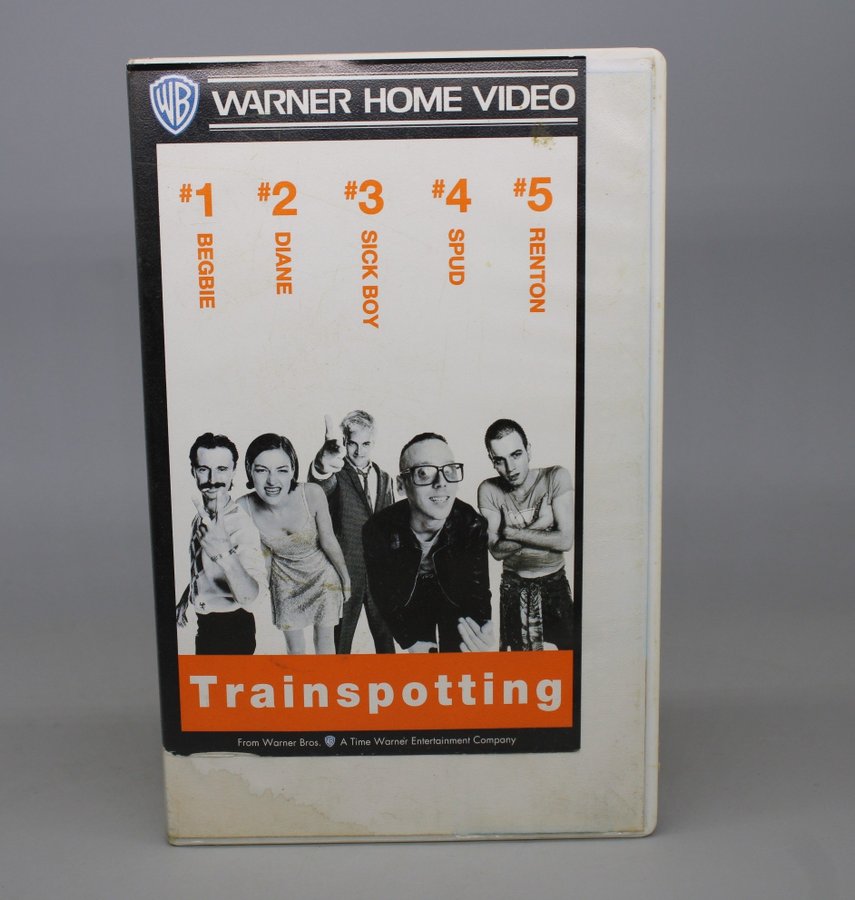 WB WARNER HOME VIDEO
#1 #2 #3 #4 #5
BEGBIE DIANE SICK BOY SPUD RENTON
Trainspotting
From Warner Bros. WB A Time Warner Entertainment Company